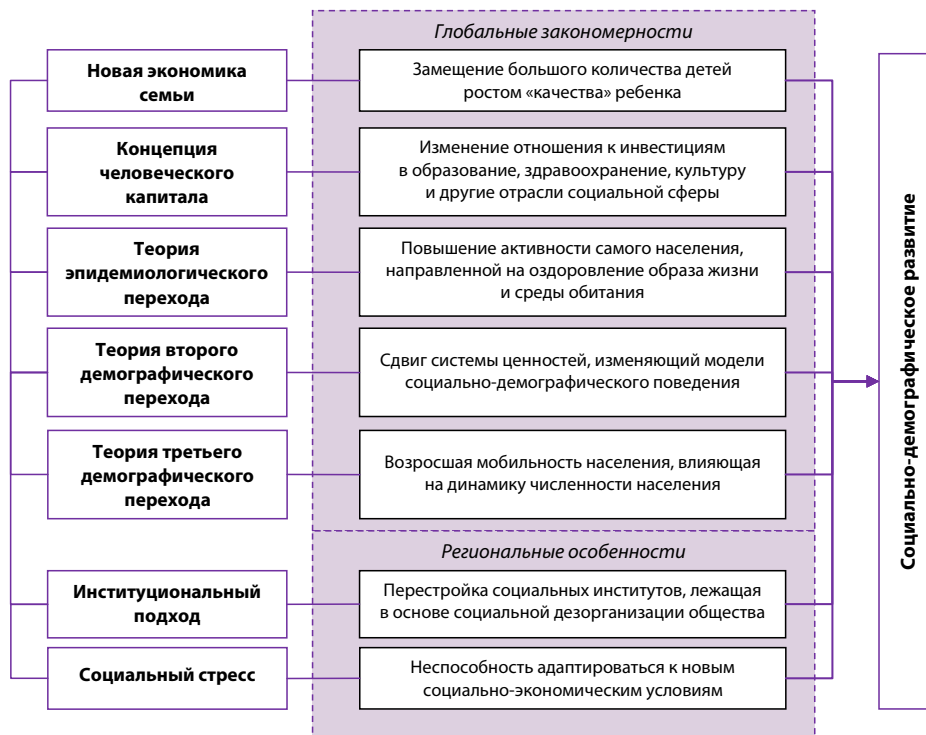 Глобальные закономерности
Новая экономика
семьи
Замещение большого количества детей
ростом «качества» ребенка
Концепция
человеческого
капитала
Изменение отношения к инвестициям
в образование, здравоохранение, культуру
и другие отрасли социальной сферы
Теория
эпидемиологического
перехода
Повышение активности самого населения,
направленной на оздоровление образа жизни
и среды обитания
Теория второго
демографического
перехода
Сдвиг системы ценностей, изменяющий модели
социально-демографического поведения
Теория третьего
демографического
перехода
Возросшая мобильность населения, влияющая
на динамику численности населения
Региональные особенности
Институциональный
подход
Перестройка социальных институтов, лежащая
в основе социальной дезорганизации общества
Социальный стресс
Неспособность адаптироваться к новым
социально-экономическим условиям
Социально-демографическое развитие